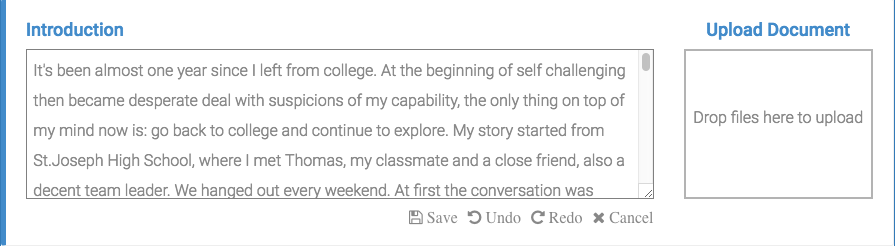 Introduction
Upload Document
It's been almost one year since I left from college. At the beginning of self challenging
then became desperate deal with suspicions of my capability, the only thing on top of
my mind now is: go back to college and continue to explore. My story started from
St.Joseph High School, where I met Thomas, my classmate and a close friend, also a
decent team leader. We hanged out every weekend. At first the conversation was
Drop files here to upload
Save Undo Redo Cancel